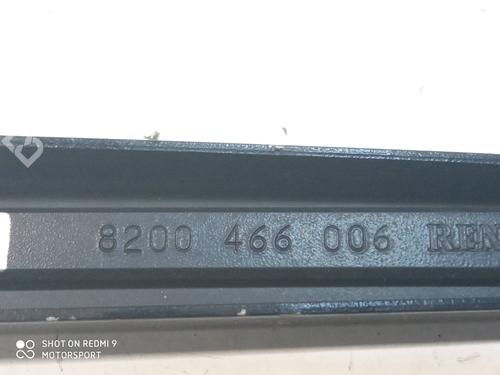 8200 466 006 REN
SHOT ON REDMI 9
MOTORSPORT